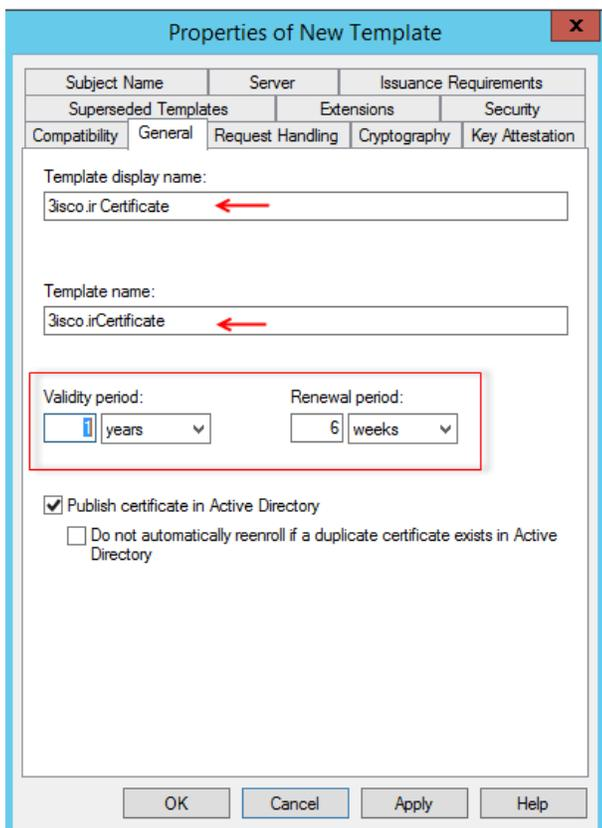 Properties of New Template
x
Subject Name Server Issuance Requirements
Superseded Templates Extensions Security
Compatibility General Request Handling Cryptography Key Attestation
Template display name:
3isco.ir Certificate
Template name:
3isco.irCertificate
Validity period: Renewal period:
1 years 6 weeks
Publish certificate in Active Directory
Do not automatically reenroll if a duplicate certificate exists in Active
Directory
OK Cancel Apply Help